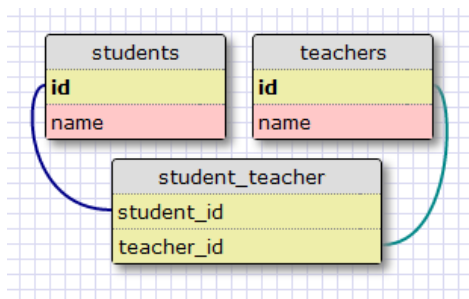 students
id
name
teachers
id
name
student_teacher
student_id
teacher_id